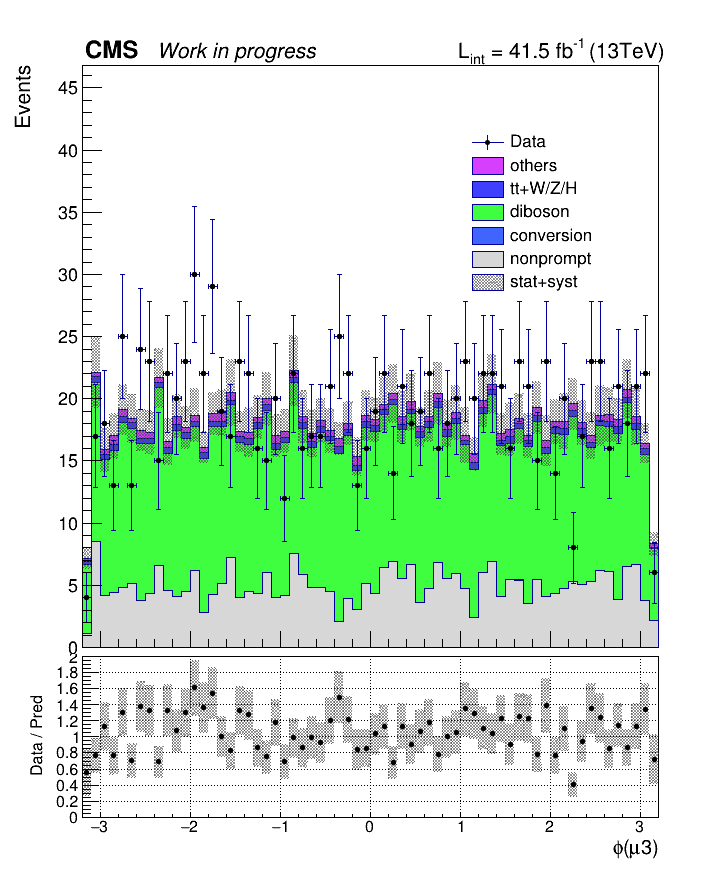 CMS Work in progress L_int = 41.5 fb⁻¹ (13TeV)
Events
45
40
35
30
25
20
15
10
5
0
Data
others
tt+W/Z/H
diboson
conversion
nonprompt
stat+syst
Data / Pred
2
1.8
1.6
1.4
1.2
1
0.8
0.6
0.4
0.2
0
−3 −2 −1 0 1 2 3
ϕ(μ3)